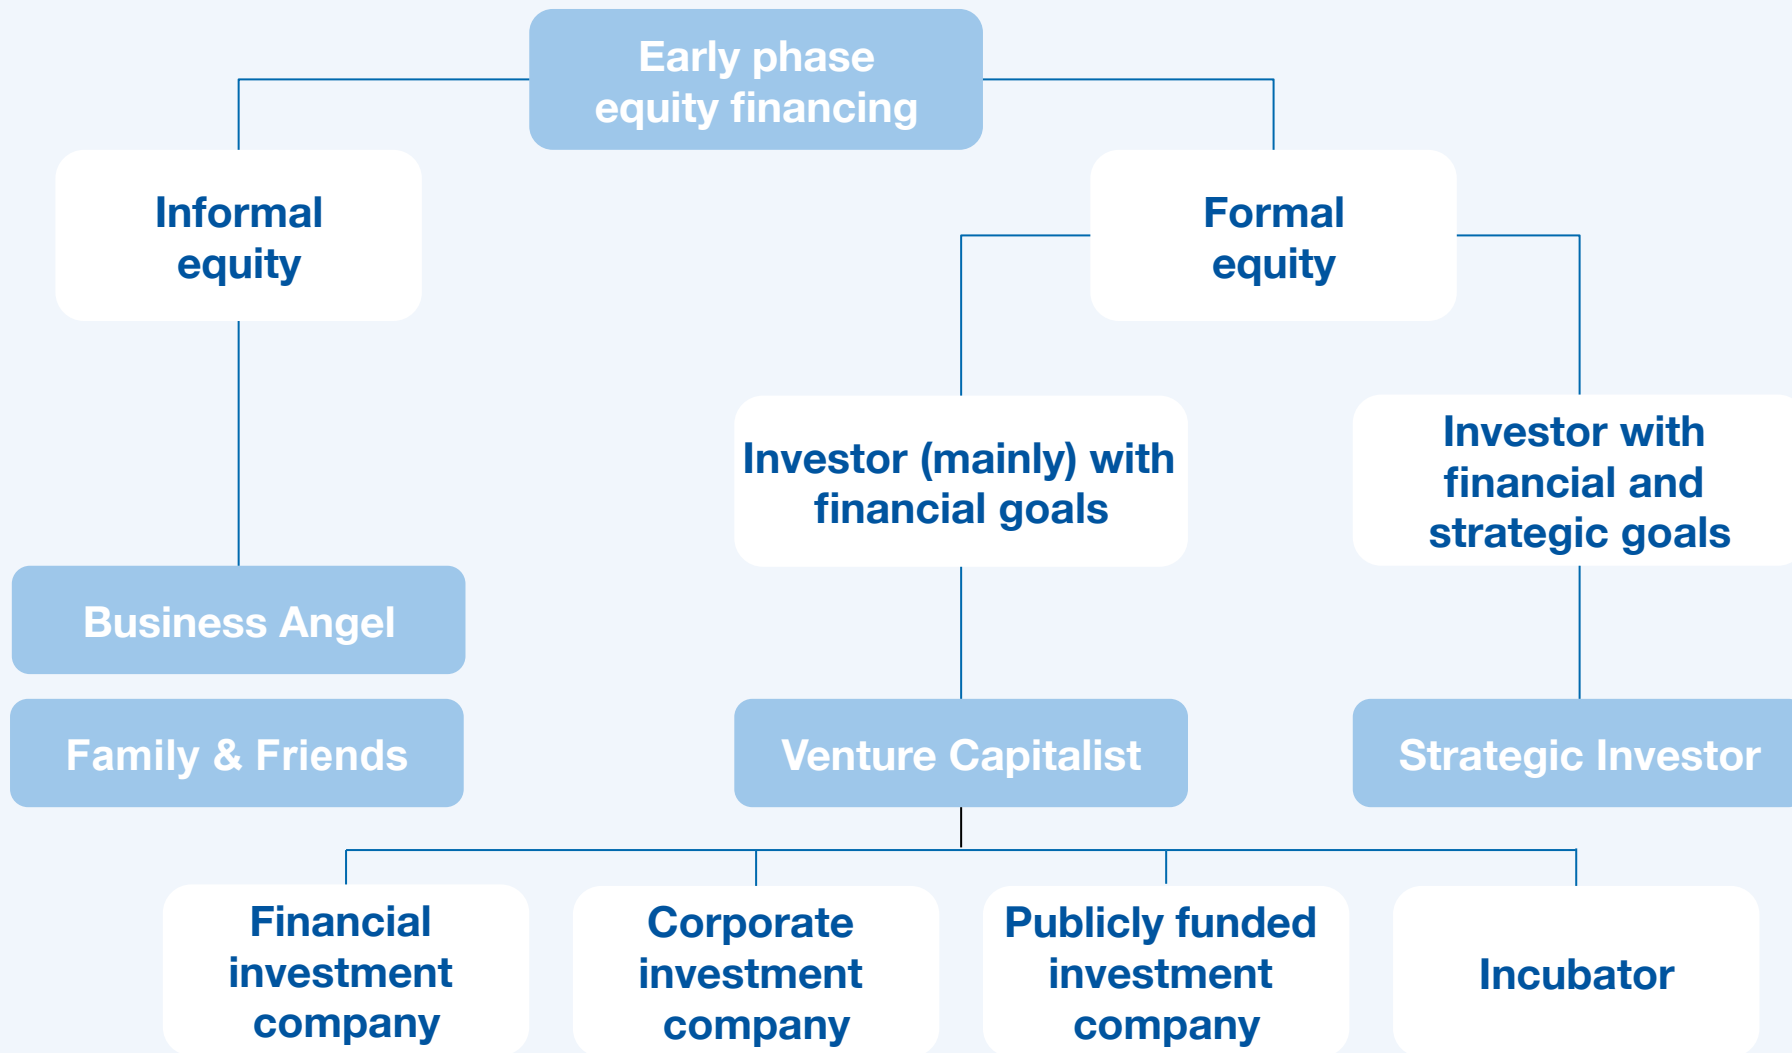 Early phase
equity financing
Informal
equity
Formal
equity
Investor (mainly) with
financial goals
Investor with
financial and
strategic goals
Business Angel
Family & Friends
Venture Capitalist
Strategic Investor
Financial
investment
company
Corporate
investment
company
Publicly funded
investment
company
Incubator